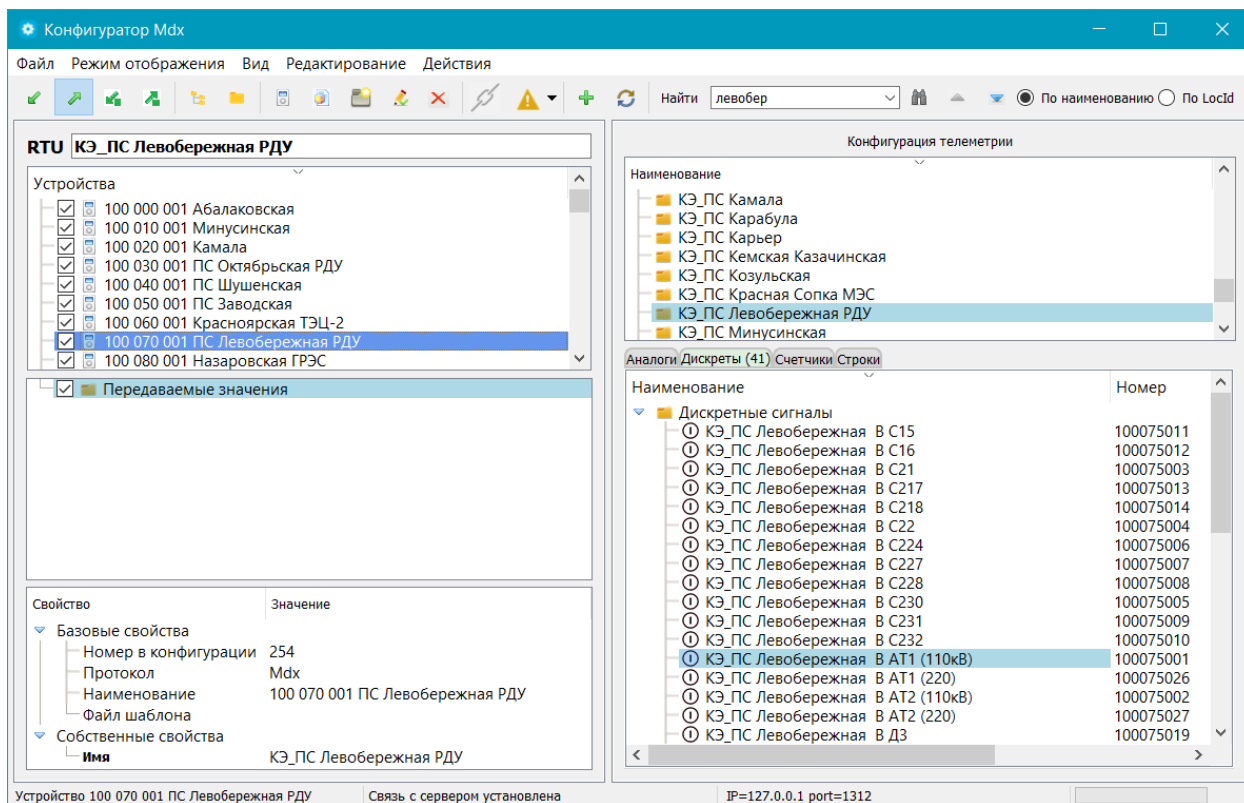 Конфигуратор Mdx
Файл Режим отображения Вид Редактирование Действия
Найти левобер По наименованию По LocId
RTU КЭ_ПС Левобережная РДУ
Устройства
100 000 001 Абалаковская
100 010 001 Минусинская
100 020 001 Камала
100 030 001 ПС Октябрьская РДУ
100 040 001 ПС Шушенская
100 050 001 ПС Заводская
100 060 001 Красноярская ТЭЦ-2
100 070 001 ПС Левобережная РДУ
100 080 001 Назаровская ГРЭС
Передаваемые значения
Свойство Значение
Базовые свойства
Номер в конфигурации 254
Протокол Mdx
Наименование 100 070 001 ПС Левобережная РДУ
Файл шаблона
Собственные свойства
Имя КЭ_ПС Левобережная РДУ
Конфигурация телеметрии
Наименование
КЭ_ПС Камала
КЭ_ПС Карабула
КЭ_ПС Карьер
КЭ_ПС Кемская Казачинская
КЭ_ПС Козульская
КЭ_ПС Красная Сопка МЭС
КЭ_ПС Левобережная РДУ
КЭ_ПС Минусинская
Аналоги Дискреты (41) Счетчики Строки
Наименование Номер
Дискретные сигналы
КЭ_ПС Левобережная В С15 100075011
КЭ_ПС Левобережная В С16 100075012
КЭ_ПС Левобережная В С21 100075003
КЭ_ПС Левобережная В С217 100075013
КЭ_ПС Левобережная В С218 100075014
КЭ_ПС Левобережная В С22 100075004
КЭ_ПС Левобережная В С224 100075006
КЭ_ПС Левобережная В С227 100075007
КЭ_ПС Левобережная В С228 100075008
КЭ_ПС Левобережная В С230 100075005
КЭ_ПС Левобережная В С231 100075009
КЭ_ПС Левобережная В С232 100075010
КЭ_ПС Левобережная В АТ1 (110кВ) 100075001
КЭ_ПС Левобережная В АТ1 (220) 100075026
КЭ_ПС Левобережная В АТ2 (110кВ) 100075002
КЭ_ПС Левобережная В АТ2 (220) 100075027
КЭ_ПС Левобережная В Д3 100075019
Устройство 100 070 001 ПС Левобережная РДУ Связь с сервером установлена IP=127.0.0.1 port=1312